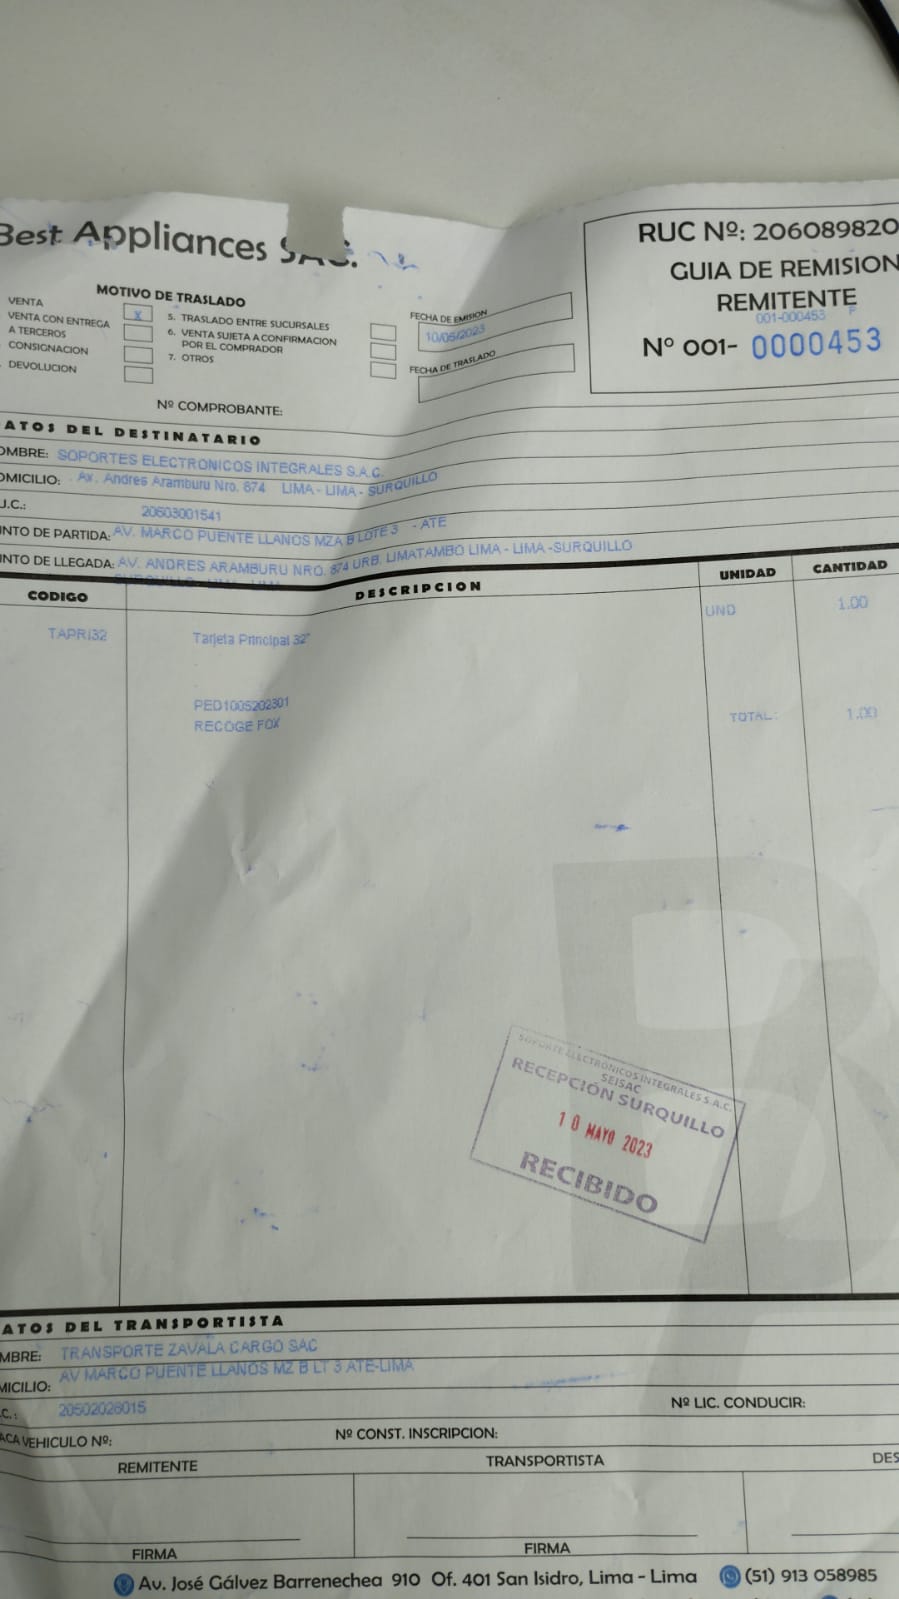 Best Appliances SAC.
RUC Nº: 206089820
GUIA DE REMISION
REMITENTE
001-000453 F
Nº 001- 0000453
MOTIVO DE TRASLADO
VENTA
X
VENTA CON ENTREGA
A TERCEROS
CONSIGNACION
DEVOLUCION
5. TRASLADO ENTRE SUCURSALES
6. VENTA SUJETA A CONFIRMACION
POR EL COMPRADOR
7. OTROS
FECHA DE EMISION
10/05/2023
FECHA DE TRASLADO
Nº COMPROBANTE:
ATOS DEL DESTINATARIO
OMBRE: SOPORTES ELECTRONICOS INTEGRALES S.A.C.
OMICILIO: Av. Andres Aramburu Nro. 874 LIMA - LIMA - SURQUILLO
U.C.: 20603001541
NTO DE PARTIDA: AV. MARCO PUENTE LLANOS MZA B LOTE 3 - ATE
NTO DE LLEGADA: AV. ANDRES ARAMBURU NRO. 874 URB. LIMATAMBO LIMA - LIMA -SURQUILLO
CODIGO DESCRIPCION UNIDAD CANTIDAD
UND 1.00
TAPRI32 Tarjeta Principal 32"
PED1005202301
RECOGE FOX
TOTAL: 1.00
SOPORTE ELECTRÓNICOS INTEGRALES S.A.C.
SEISAC
RECEPCIÓN SURQUILLO
10 MAYO 2023
RECIBIDO
ATOS DEL TRANSPORTISTA
MBRE: TRANSPORTE ZAVALA CARGO SAC
MICILIO: AV MARCO PUENTE LLANOS MZ B LT 3 ATE-LIMA
.C.: 20502026015
Nº LIC. CONDUCIR:
ACA VEHICULO Nº:
Nº CONST. INSCRIPCION:
REMITENTE TRANSPORTISTA DES
FIRMA FIRMA
Av. José Gálvez Barrenechea 910 Of. 401 San Isidro, Lima - Lima (51) 913 058985